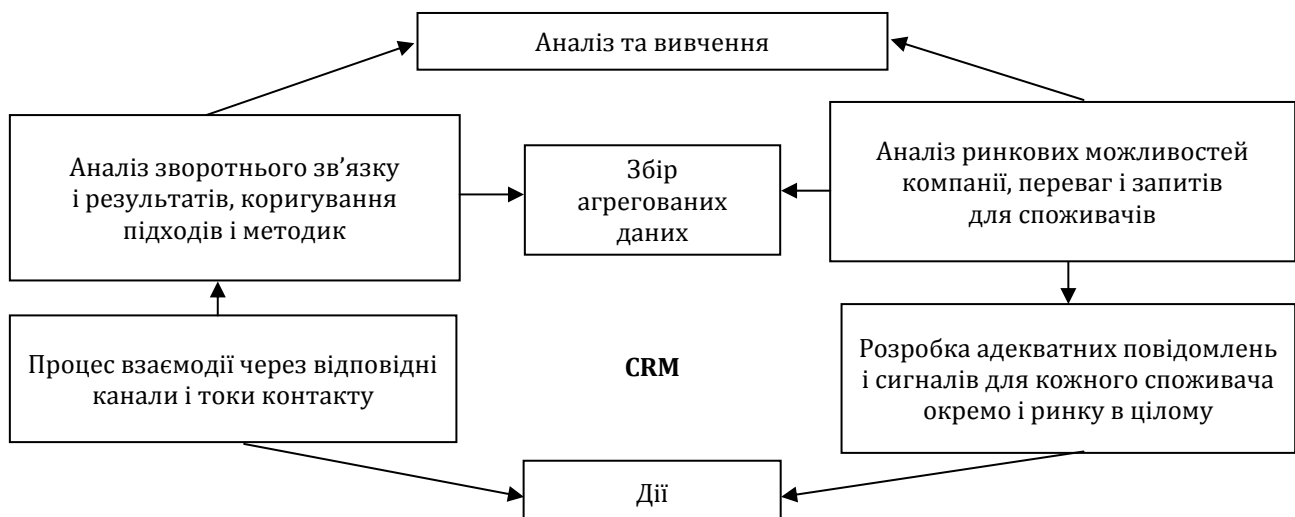 Аналіз та вивчення
Аналіз зворотнього зв’язку
і результатів, коригування
підходів і методик
Збір
агрегованих
даних
Аналіз ринкових можливостей
компанії, переваг і запитів
для споживачів
Процес взаємодії через відповідні
канали і токи контакту
CRM
Розробка адекватних повідомлень
і сигналів для кожного споживача
окремо і ринку в цілому
Дії